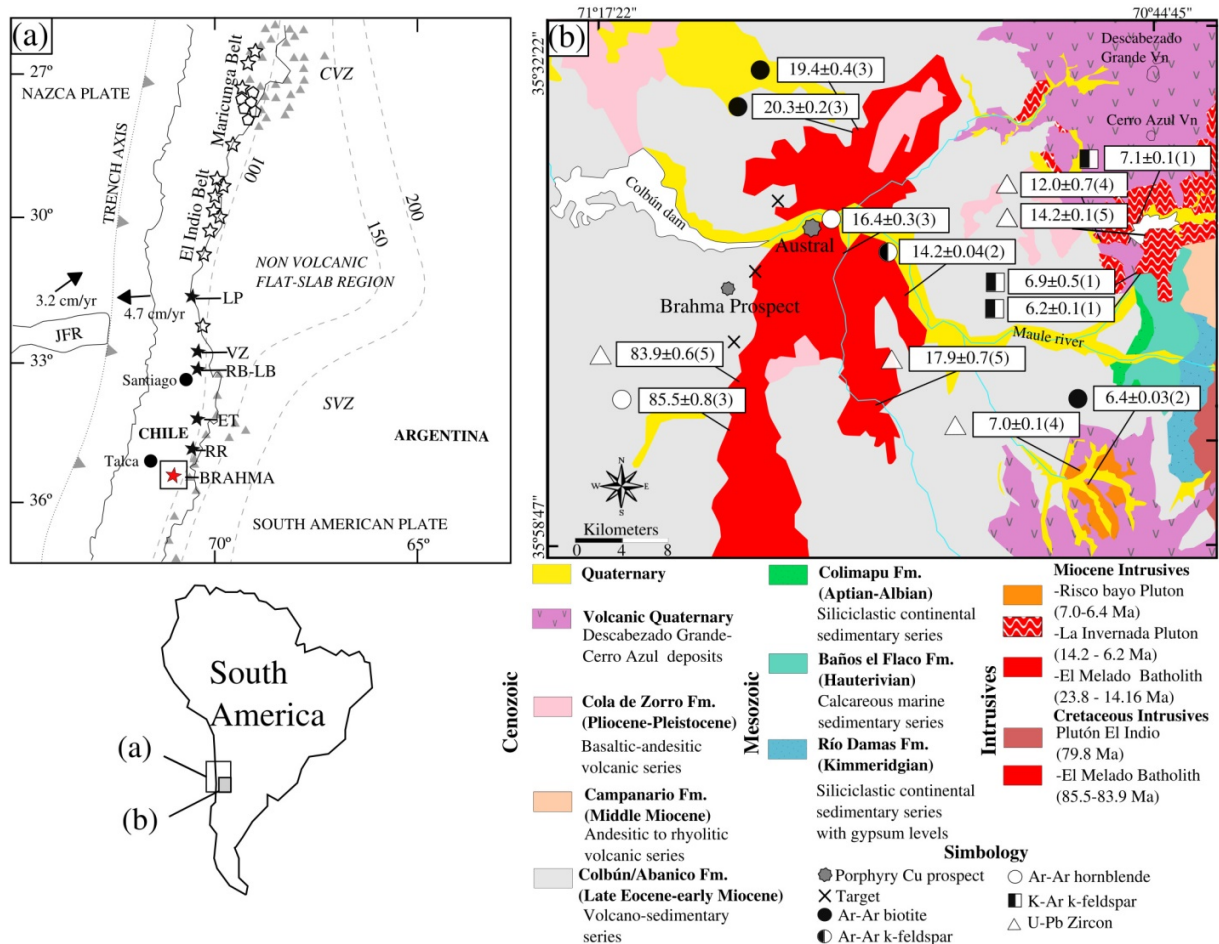 (a)
27°
NAZCA PLATE
TRENCH AXIS
Maricunga Belt
CVZ
100
200
150
30°
El Indio Belt
NON VOLCANIC
FLAT-SLAB REGION
3.2 cm/yr
4.7 cm/yr
LP
JFR
33°
VZ
RB-LB
Santiago
SVZ
ET
CHILE
ARGENTINA
RR
Talca
BRAHMA
36°
SOUTH AMERICAN PLATE
70°
65°
71°17'22
70°44'45
(b)
35°32'22
Descabezado
Grande Vn
19.4±0.4(3)
20.3±0.2(3)
Cerro Azul Vn
7.1±0.1(1)
12.0±0.7(4)
Colbún dam
14.2±0.1(5)
16.4±0.3(3)
Austral
14.2±0.04(2)
6.9±0.5(1)
Brahma Prospect
6.2±0.1(1)
Maule river
83.9±0.6(5)
17.9±0.7(5)
85.5±0.8(3)
6.4±0.03(2)
7.0±0.1(4)
N
W
E
S
35°58'47
Kilometers
0
4
8
South
America
(a)
(b)
Cenozoic
Quaternary
Volcanic Quaternary
Descabezado Grande-
Cerro Azul deposits
Cola de Zorro Fm.
(Pliocene-Pleistocene)
Basaltic-andesitic
volcanic series
Campanario Fm.
(Middle Miocene)
Andesitic to rhyolitic
volcanic series
Colbún/Abanico Fm.
(Late Eocene-early Miocene)
Volcano-sedimentary
series
Mesozoic
Colimapu Fm.
(Aptian-Albian)
Siliciclastic continental
sedimentary series
Baños el Flaco Fm.
(Hauterivian)
Calcareous marine
sedimentary series
Río Damas Fm.
(Kimmeridgian)
Siliciclastic continental
sedimentary series
with gypsum levels
Intrusives
Miocene Intrusives
-Risco bayo Pluton
(7.0-6.4 Ma)
-La Invernada Pluton
(14.2 - 6.2 Ma)
-El Melado Batholith
(23.8 - 14.16 Ma)
Cretaceous Intrusives
Plutón El Indio
(79.8 Ma)
-El Melado Batholith
(85.5-83.9 Ma)
Simbology
Porphyry Cu prospect
Target
Ar-Ar biotite
Ar-Ar k-feldspar
Ar-Ar hornblende
K-Ar k-feldspar
U-Pb Zircon